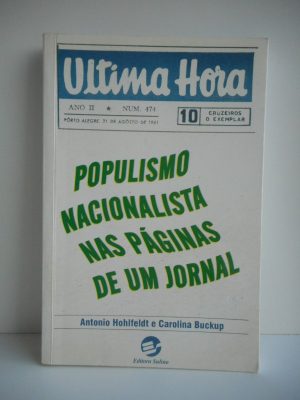 Ultima Hora
ANO II ★ NUM. 474
PÔRTO ALEGRE, 31 DE AGÔSTO DE 1961
10 CRUZEIROS
O EXEMPLAR
POPULISMO
NACIONALISTA
NAS PÁGINAS
DE UM JORNAL
Antonio Hohlfeldt e Carolina Buckup
Editora Sulina